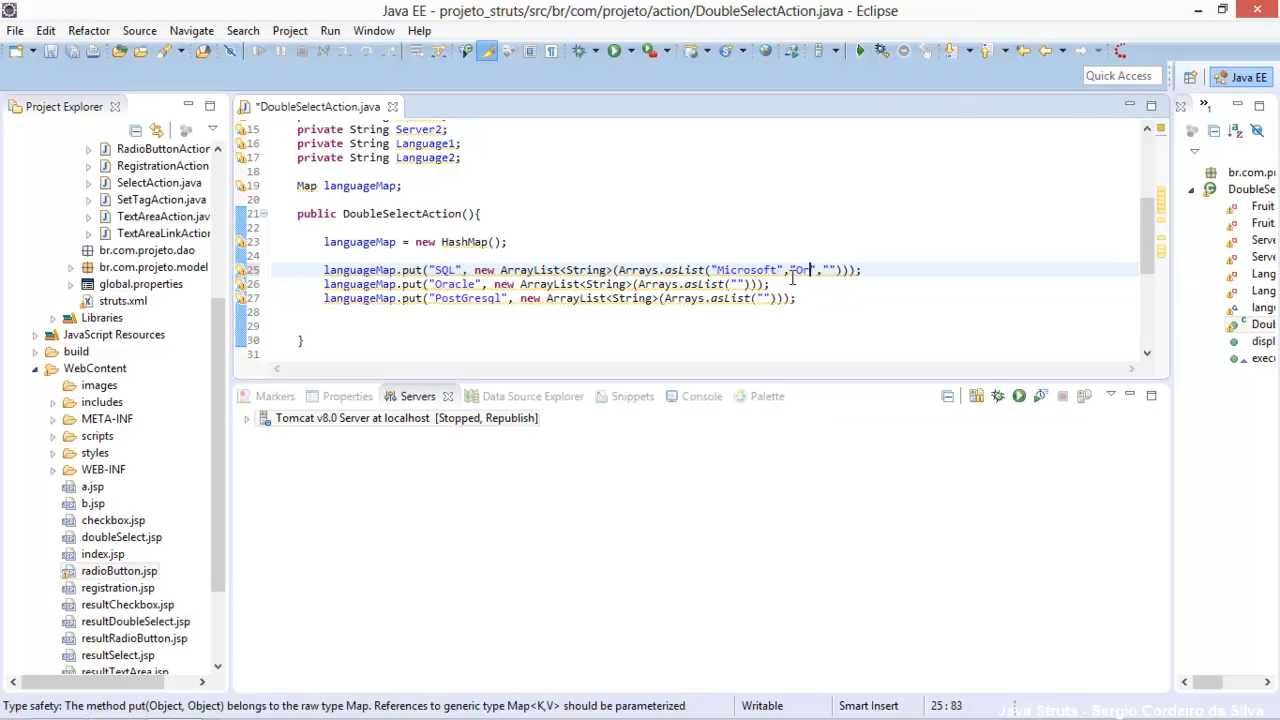 Java EE - projeto_struts/src/br/com/projeto/action/DoubleSelectAction.java - Eclipse
File Edit Refactor Source Navigate Search Project Run Window Help
Quick Access
Java EE
Project Explorer
RadioButtonAction
RegistrationAction
SelectAction.java
SetTagAction.java
TextAreaAction.java
TextAreaLinkAction
br.com.projeto.dao
br.com.projeto.model
global.properties
struts.xml
Libraries
JavaScript Resources
build
WebContent
images
includes
META-INF
scripts
styles
WEB-INF
a.jsp
b.jsp
checkbox.jsp
doubleSelect.jsp
index.jsp
radioButton.jsp
registration.jsp
resultCheckbox.jsp
resultDoubleSelect.jsp
resultRadioButton.jsp
resultSelect.jsp
resultTextArea.jsp
*DoubleSelectAction.java
15 private String Server2;
16 private String Language1;
17 private String Language2;
18
19 Map languageMap;
20
21 public DoubleSelectAction(){
22
23 languageMap = new HashMap();
24
25 languageMap.put("SQL", new ArrayList<String>(Arrays.asList("Microsoft","Or","")));
26 languageMap.put("Oracle", new ArrayList<String>(Arrays.asList("")));
27 languageMap.put("PostGresql", new ArrayList<String>(Arrays.asList("")));
28
29
30 }
31
Markers Properties Servers Data Source Explorer Snippets Console Palette
Tomcat v8.0 Server at localhost [Stopped, Republish]
br.com.p
DoubleSe
Fruit
Fruit
Serve
Serve
Lang
Lang
langu
Doub
displ
exec
Type safety: The method put(Object, Object) belongs to the raw type Map. References to generic type Map<K,V> should be parameterized
Writable
Smart Insert
25 : 83
Java Struts - Sergio Cordeiro da Silva